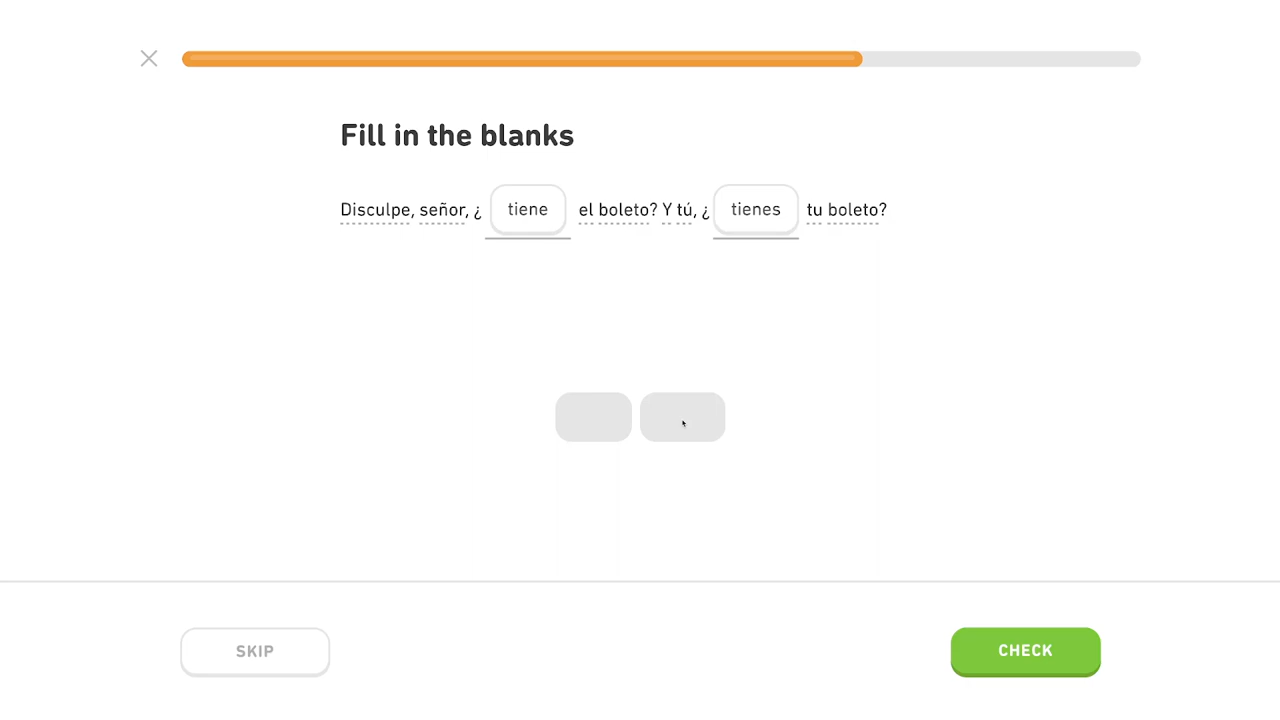 Fill in the blanks
Disculpe, señor, ¿ tiene el boleto? Y tú, ¿ tienes tu boleto?
SKIP
CHECK